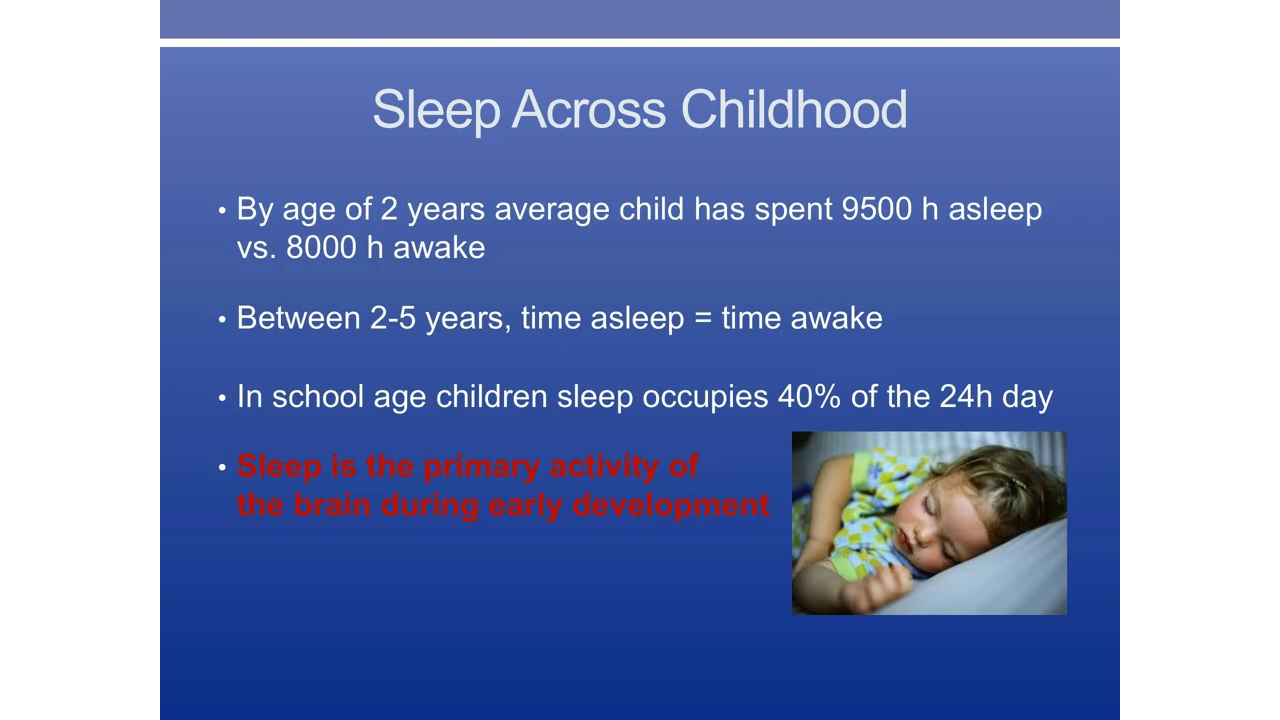 Sleep Across Childhood
• By age of 2 years average child has spent 9500 h asleep
vs. 8000 h awake
• Between 2-5 years, time asleep = time awake
• In school age children sleep occupies 40% of the 24h day
• Sleep is the primary activity of
the brain during early development